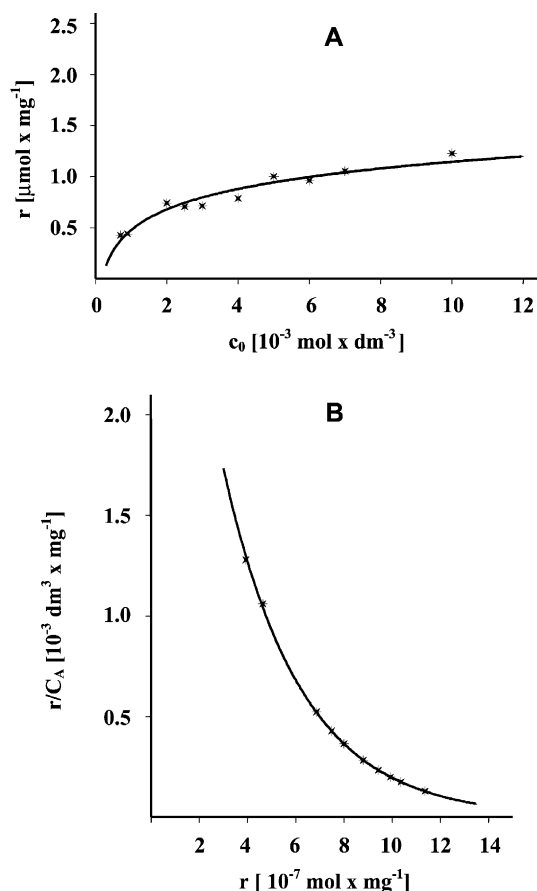 A
2.5
2.0
1.5
1.0
0.5
r [μmol x mg-1]
0 2 4 6 8 10 12
c0 [10-3 mol x dm-3]
B
2.0
1.5
1.0
0.5
r/CA [10-3 dm3 x mg-1]
2 4 6 8 10 12 14
r [ 10-7 mol x mg-1]